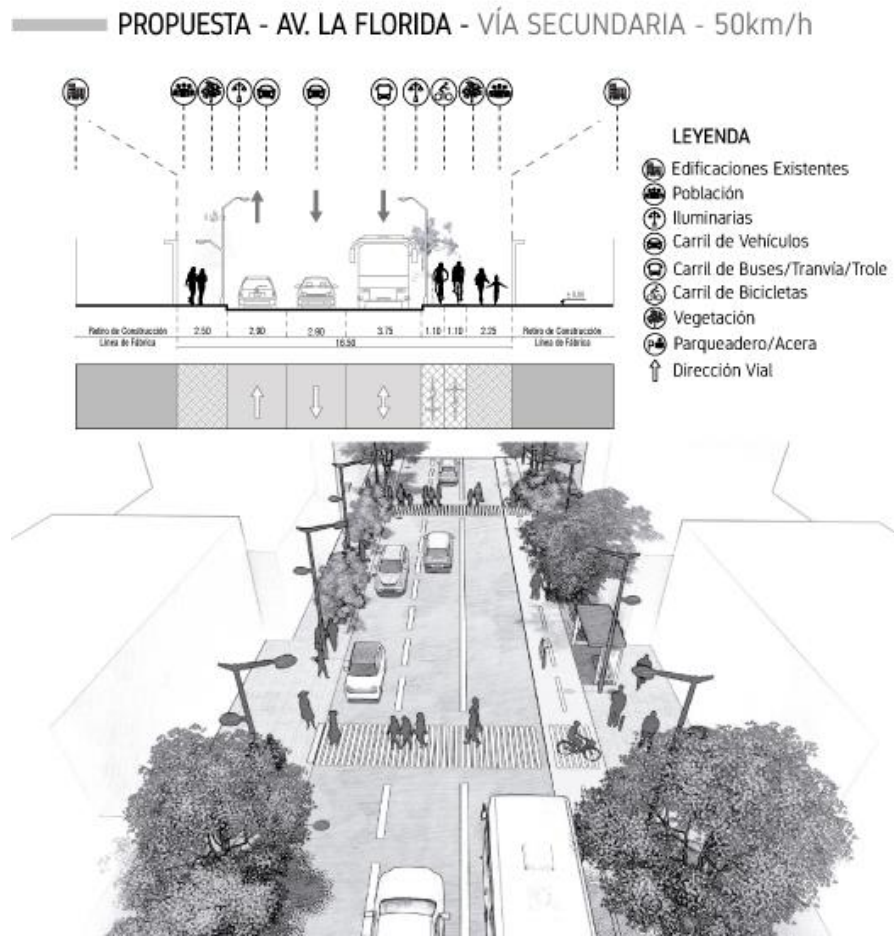 PROPUESTA - AV. LA FLORIDA - VÍA SECUNDARIA - 50km/h
LEYENDA
Edificaciones Existentes
Población
Iluminarias
Carril de Vehículos
Carril de Buses/Tranvía/Trole
Carril de Bicicletas
Vegetación
Parqueadero/Acera
Dirección Vial
Retiro de Construcción 2.50 2.90 2.90 3.75 1.10 1.10 2.25 Retiro de Construcción
Línea de Fábrica 16.50 Línea de Fábrica